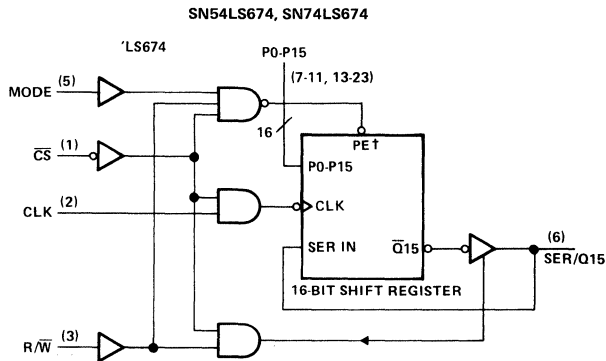 SN54LS674, SN74LS674
'LS674
P0-P15
(7-11, 13-23)
MODE (5)
16
PE†
CS (1)
P0-P15
CLK (2)
CLK
SER IN
Q15
(6)
SER/Q15
16-BIT SHIFT REGISTER
R/W (3)